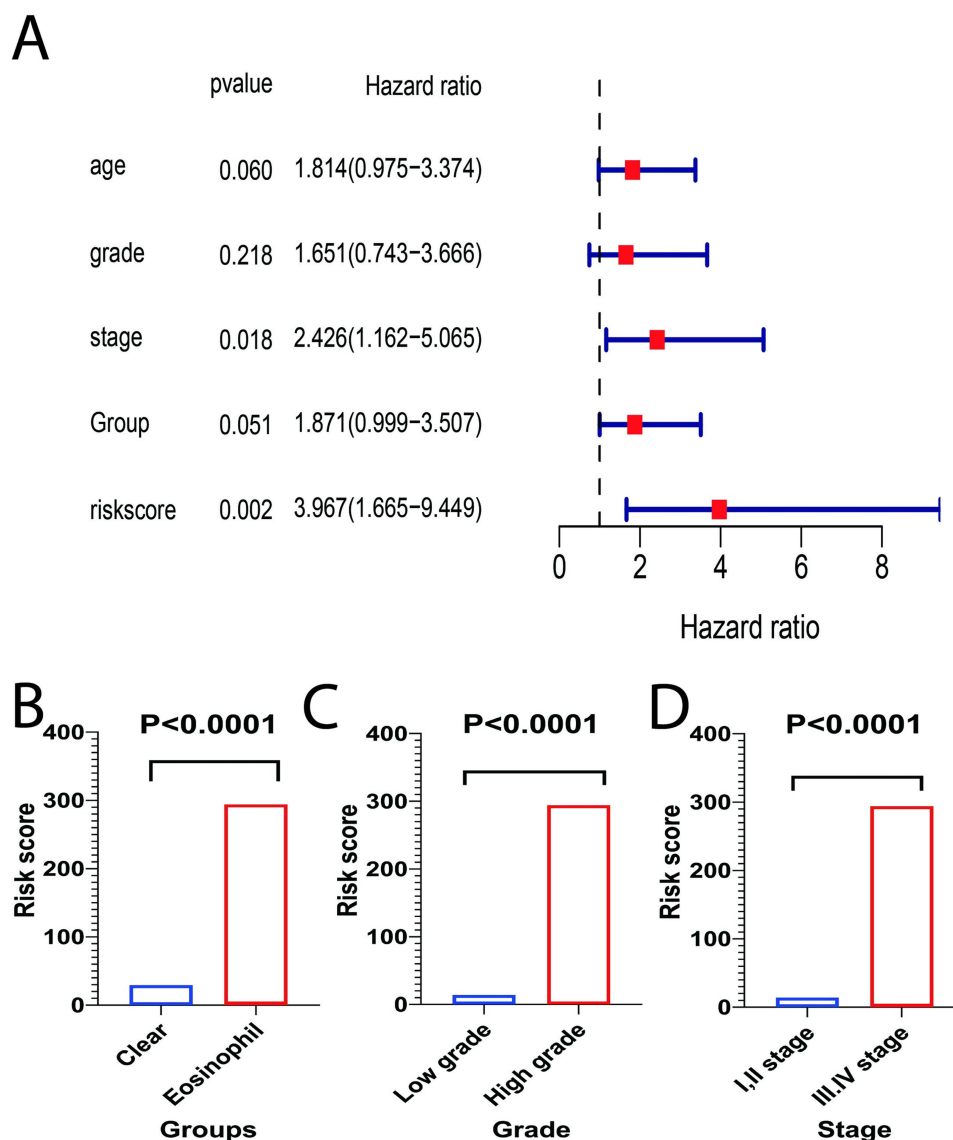 A
pvalue Hazard ratio
age 0.060 1.814(0.975−3.374)
grade 0.218 1.651(0.743−3.666)
stage 0.018 2.426(1.162−5.065)
Group 0.051 1.871(0.999−3.507)
riskscore 0.002 3.967(1.665−9.449)
0 2 4 6 8
Hazard ratio
B
P<0.0001
400
300
200
100
0
Risk score
Clear
Eosinophil
Groups
C
P<0.0001
400
300
200
100
0
Risk score
Low grade
High grade
Grade
D
P<0.0001
400
300
200
100
0
Risk score
I,II stage
III.IV stage
Stage